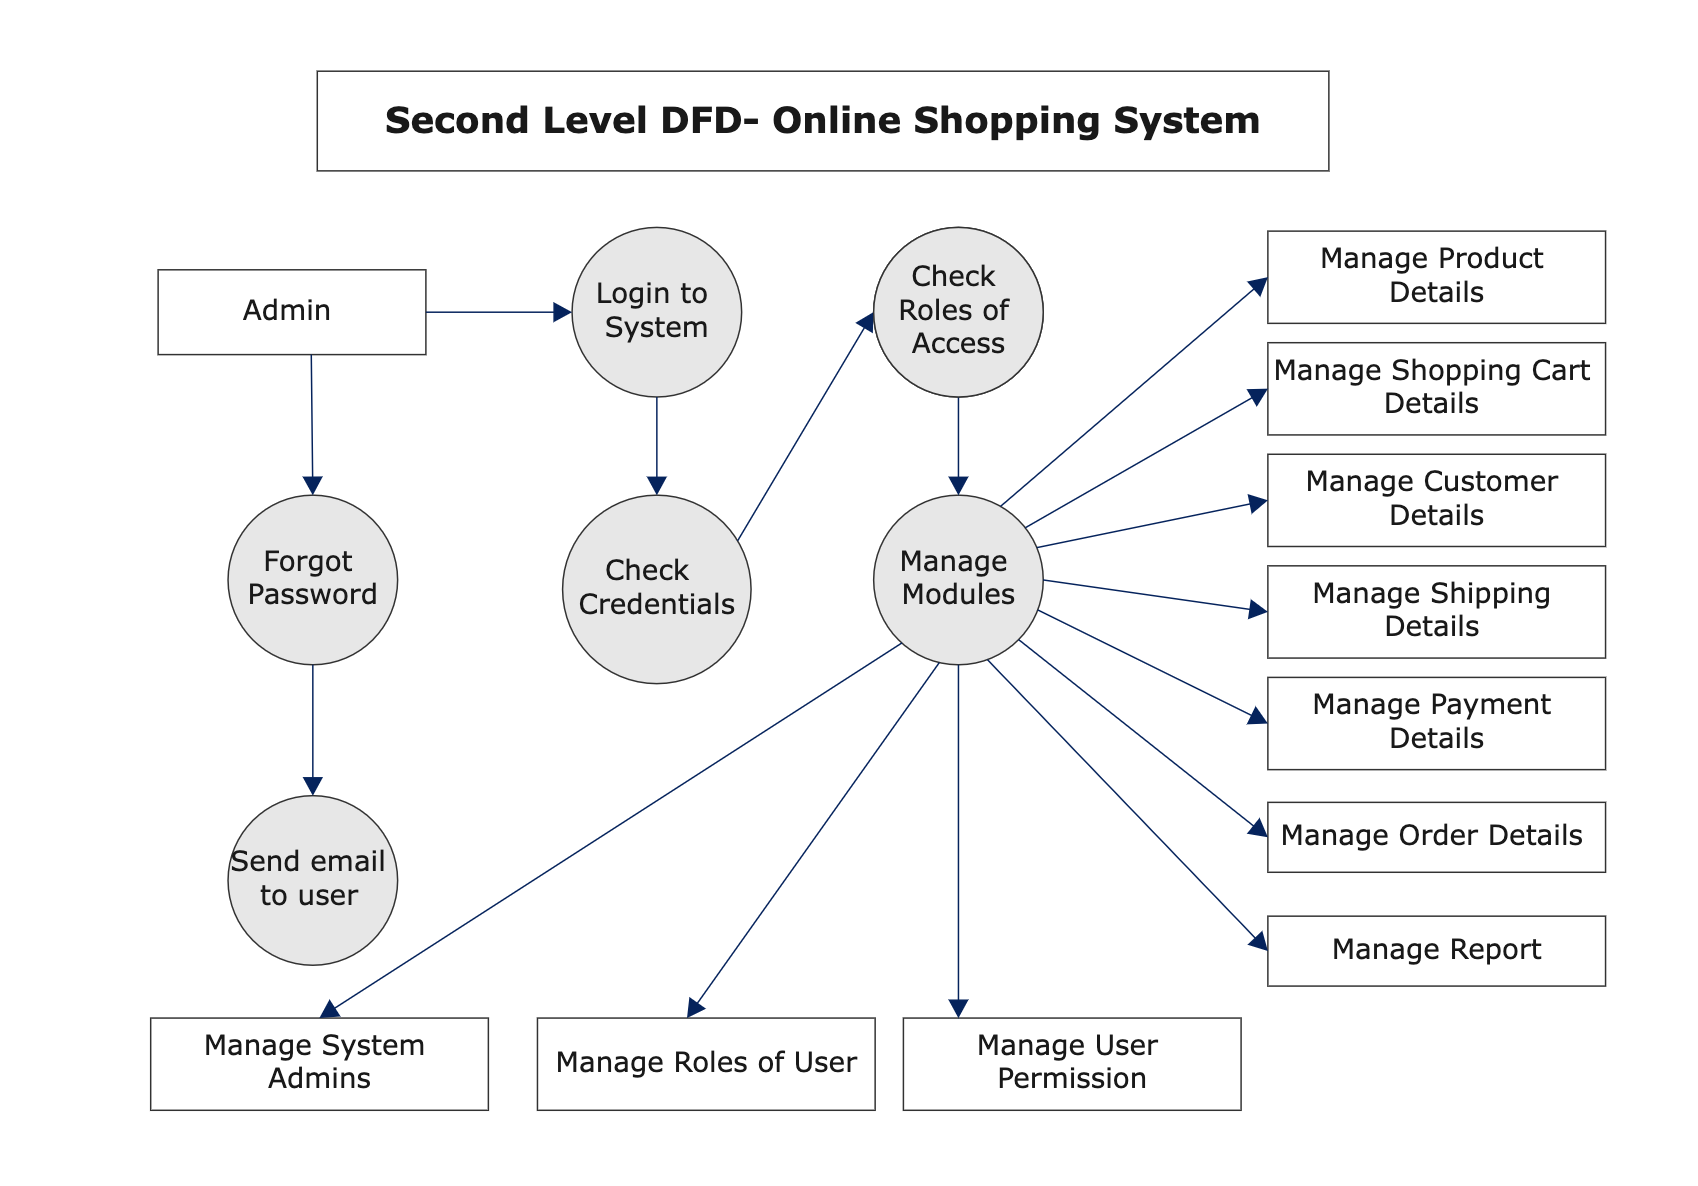 Second Level DFD- Online Shopping System
Admin
Login to
System
Check
Roles of
Access
Forgot
Password
Check
Credentials
Manage
Modules
Send email
to user
Manage Product
Details
Manage Shopping Cart
Details
Manage Customer
Details
Manage Shipping
Details
Manage Payment
Details
Manage Order Details
Manage Report
Manage System
Admins
Manage Roles of User
Manage User
Permission